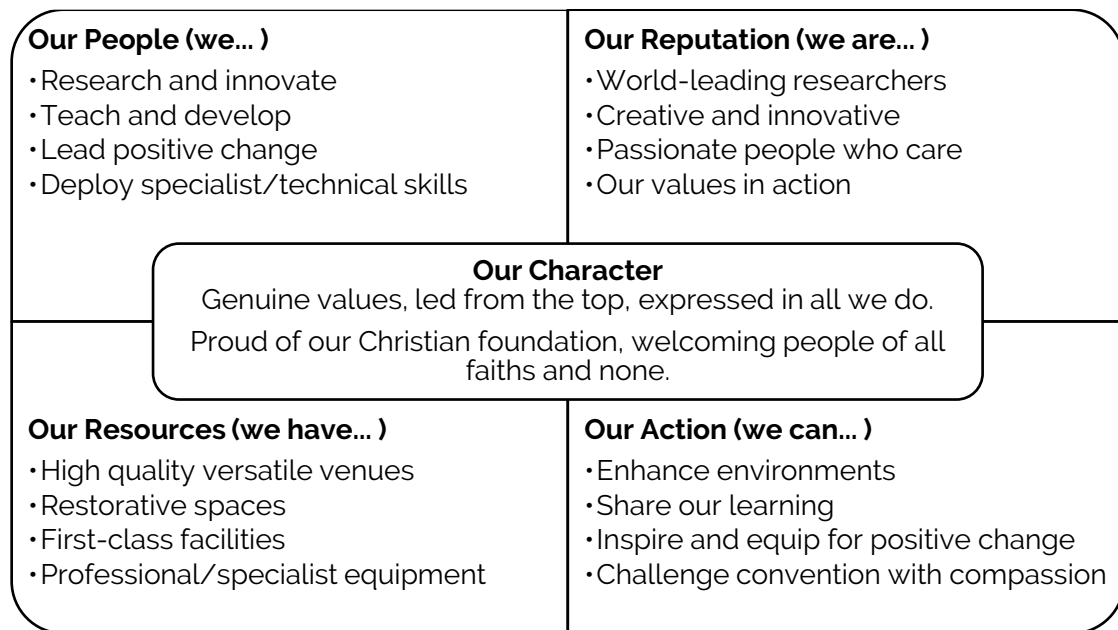 Our People (we... )
•Research and innovate
•Teach and develop
•Lead positive change
•Deploy specialist/technical skills
Our Reputation (we are... )
•World-leading researchers
•Creative and innovative
•Passionate people who care
•Our values in action
Our Character
Genuine values, led from the top, expressed in all we do.
Proud of our Christian foundation, welcoming people of all
faiths and none.
Our Resources (we have... )
•High quality versatile venues
•Restorative spaces
•First-class facilities
•Professional/specialist equipment
Our Action (we can... )
•Enhance environments
•Share our learning
•Inspire and equip for positive change
•Challenge convention with compassion